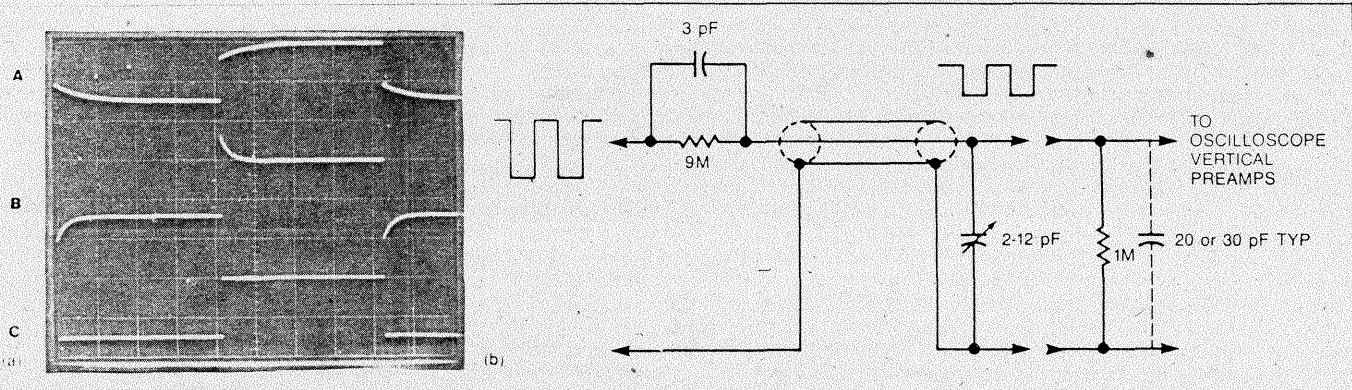 A
B
C
(a)
(b)
3 pF
9M
2-12 pF
1M
20 or 30 pF TYP
TO
OSCILLOSCOPE
VERTICAL
PREAMPS